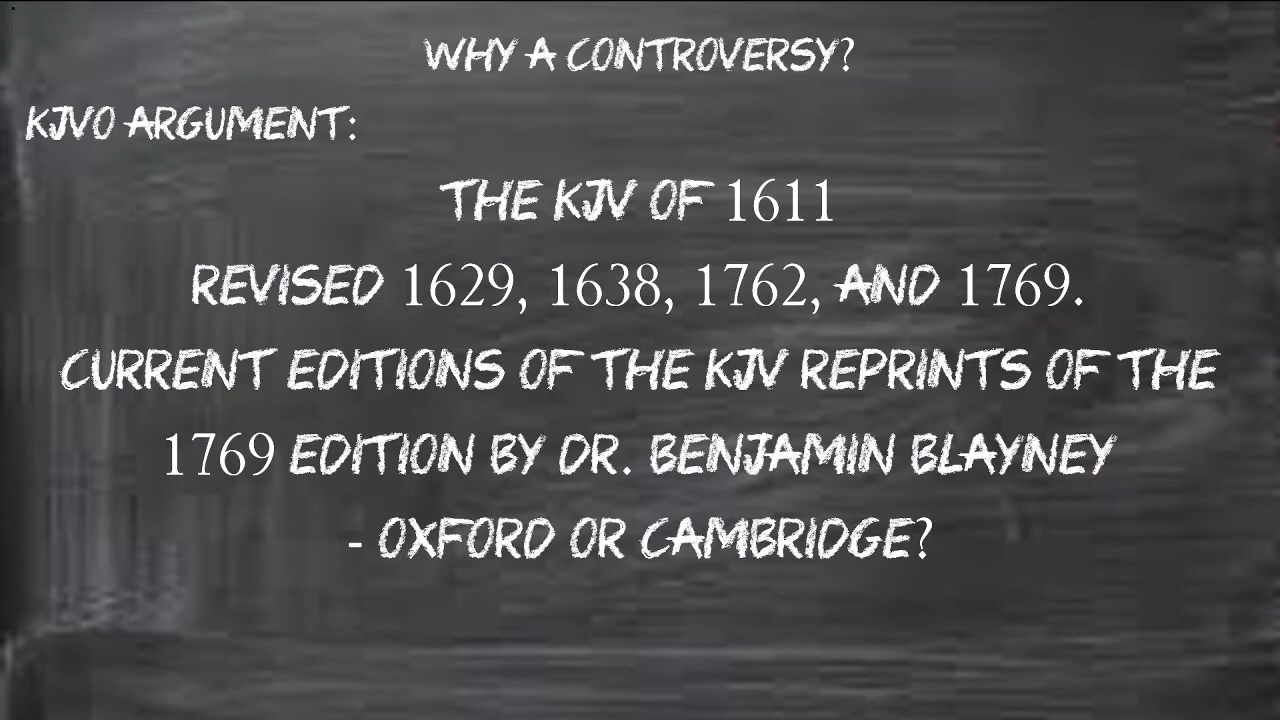 WHY A CONTROVERSY?
KJVO ARGUMENT:
THE KJV OF 1611
REVISED 1629, 1638, 1762, AND 1769.
CURRENT EDITIONS OF THE KJV REPRINTS OF THE
1769 EDITION BY DR. BENJAMIN BLAYNEY
- OXFORD OR CAMBRIDGE?